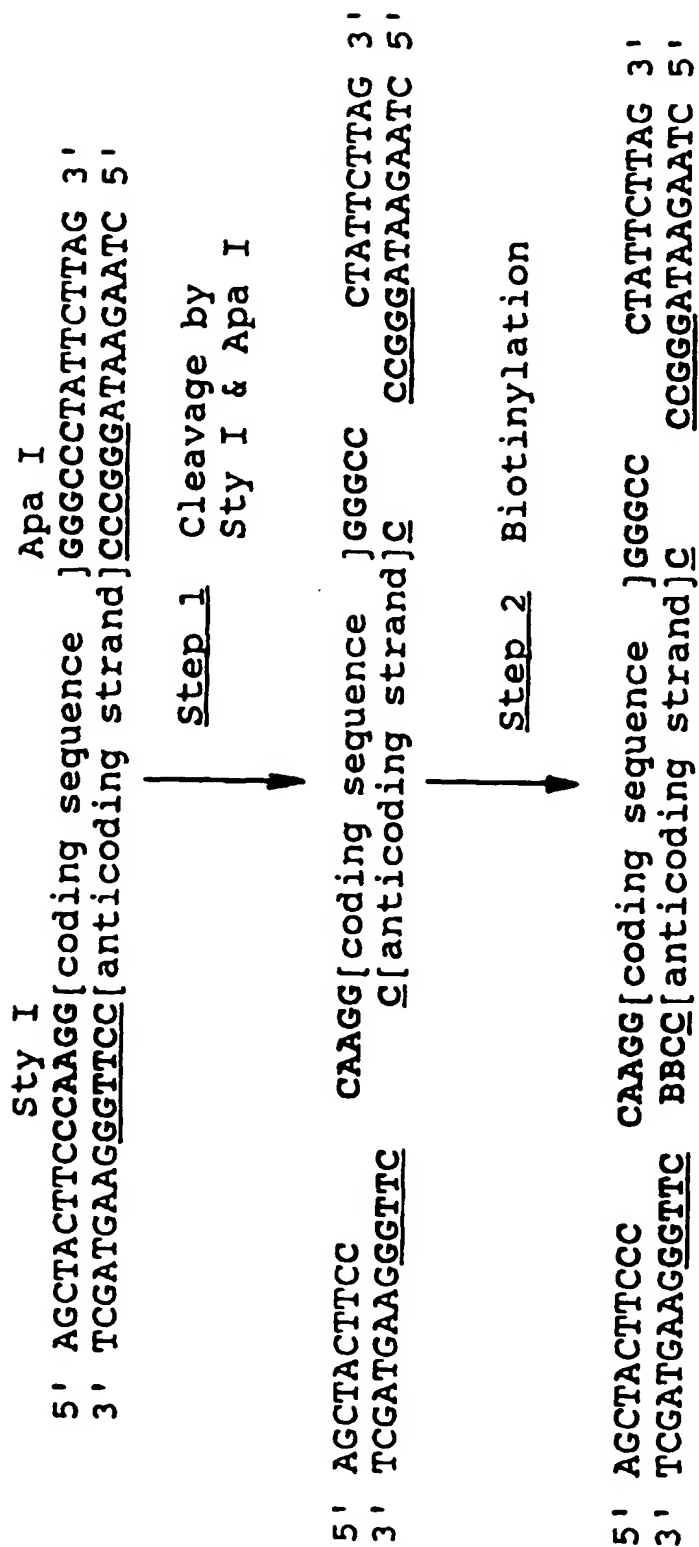 Sty I Apa I
5' AGCTACTTCCCAAGG[coding sequence ]GGGCCCTATTCTTAG 3'
3' TCGATGAAGGGTTCC[anticoding strand]CCCGGGATAAGAATC 5'
Step 1 Cleavage by
Sty I & Apa I
5' AGCTACTTCC CAAGG[coding sequence ]GGGCC CTATTCTTAG 3'
3' TCGATGAAGGGTTC C[anticoding strand]C CCGGGATAAGAATC 5'
Step 2 Biotinylation
5' AGCTACTTCCC CAAGG[coding sequence ]GGGCC CTATTCTTAG 3'
3' TCGATGAAGGGTTC BBCC[anticoding strand]C CCGGGATAAGAATC 5'